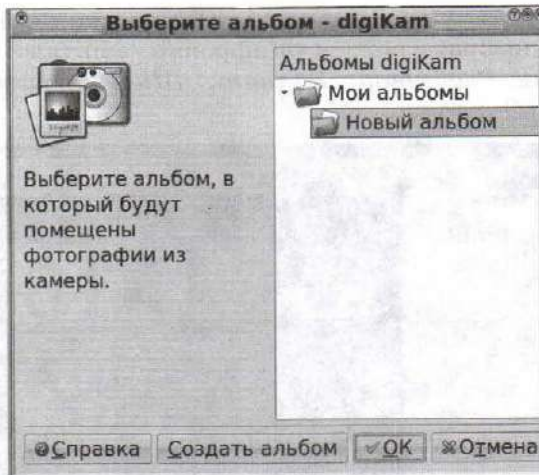 Выберите альбом - digiKam
Выберите альбом, в
который будут
помещены
фотографии из
камеры.
Альбомы digiKam
Мои альбомы
Новый альбом
Справка
Создать альбом
OK
Отмена